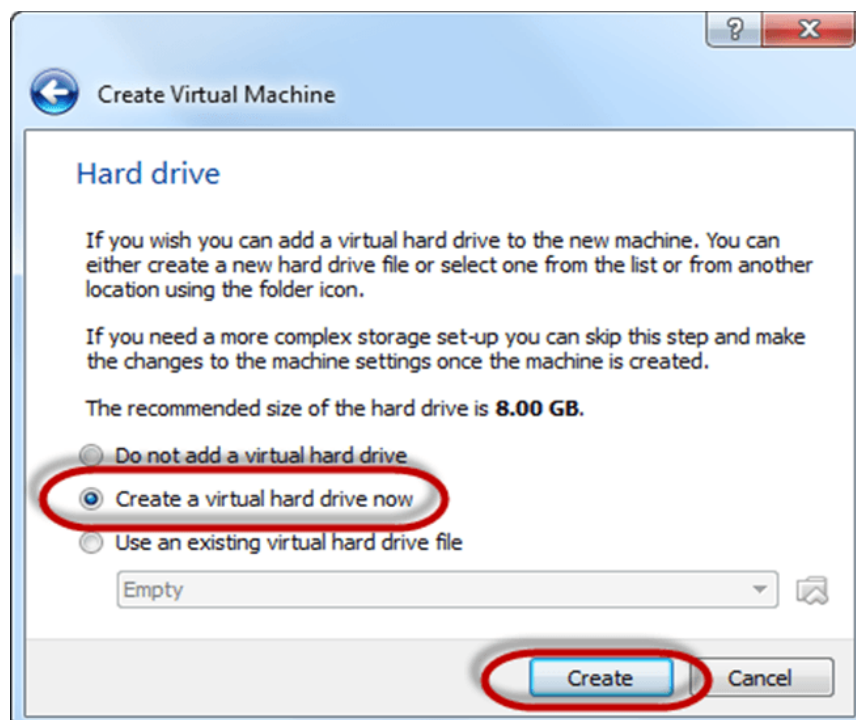 Create Virtual Machine
Hard drive
If you wish you can add a virtual hard drive to the new machine. You can
either create a new hard drive file or select one from the list or from another
location using the folder icon.
If you need a more complex storage set-up you can skip this step and make
the changes to the machine settings once the machine is created.
The recommended size of the hard drive is 8.00 GB.
Do not add a virtual hard drive
Create a virtual hard drive now
Use an existing virtual hard drive file
Empty
Create Cancel